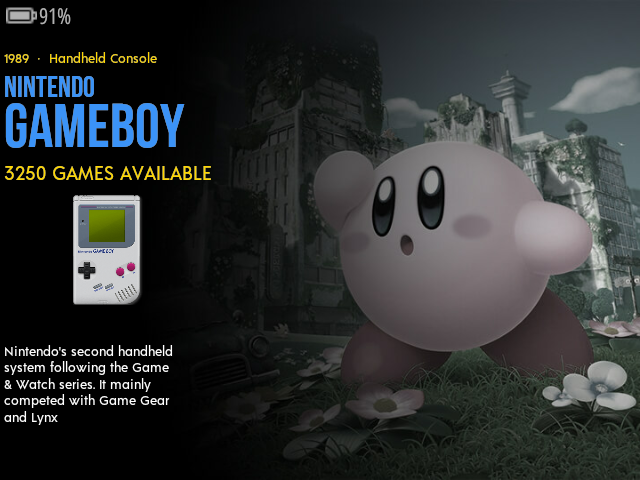 91%
1989 · Handheld Console
NINTENDO
GAMEBOY
3250 GAMES AVAILABLE
Nintendo's second handheld
system following the Game
& Watch series. It mainly
competed with Game Gear
and Lynx